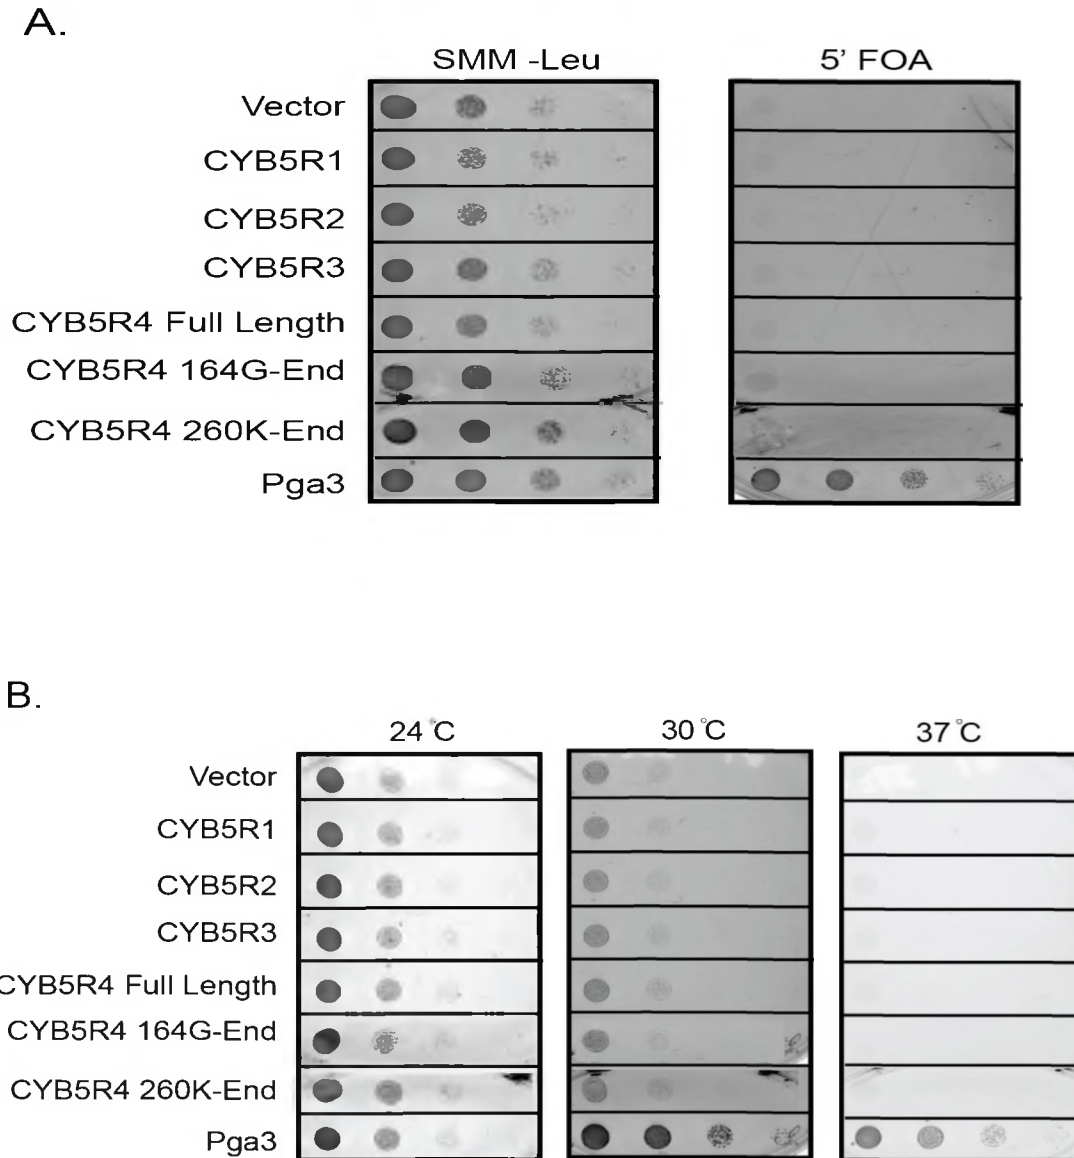 A.
SMM -Leu
5' FOA
Vector
CYB5R1
CYB5R2
CYB5R3
CYB5R4 Full Length
CYB5R4 164G-End
CYB5R4 260K-End
Pga3
B.
24°C
30°C
37°C
Vector
CYB5R1
CYB5R2
CYB5R3
CYB5R4 Full Length
CYB5R4 164G-End
CYB5R4 260K-End
Pga3